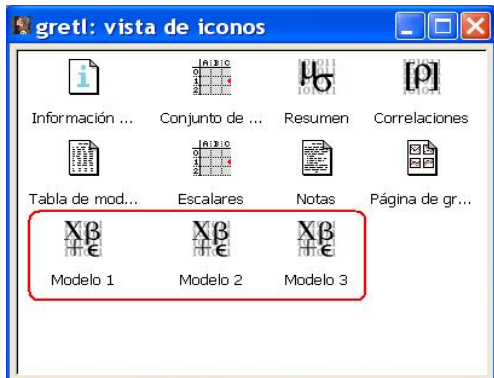 gretl: vista de iconos
Información ... Conjunto de ... Resumen Correlaciones
Tabla de mod... Escalares Notas Página de gr...
Modelo 1 Modelo 2 Modelo 3